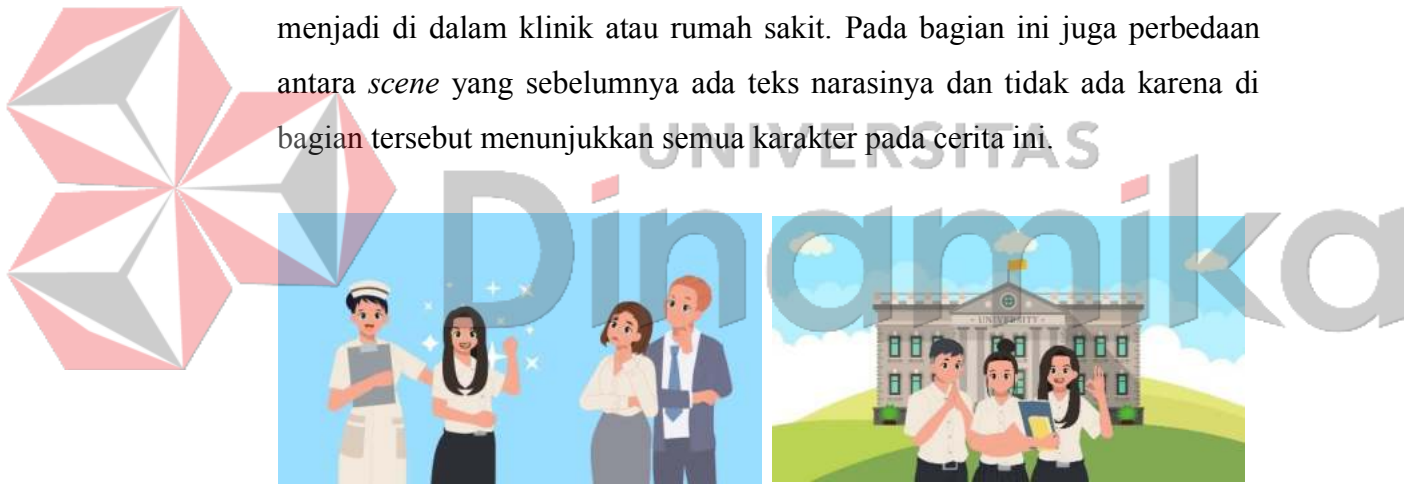 menjadi di dalam klinik atau rumah sakit. Pada bagian ini juga perbedaan
antara scene yang sebelumnya ada teks narasinya dan tidak ada karena di
bagian tersebut menunjukkan semua karakter pada cerita ini.
UNIVERSITAS
Dinamika
- UNIVERSITY -